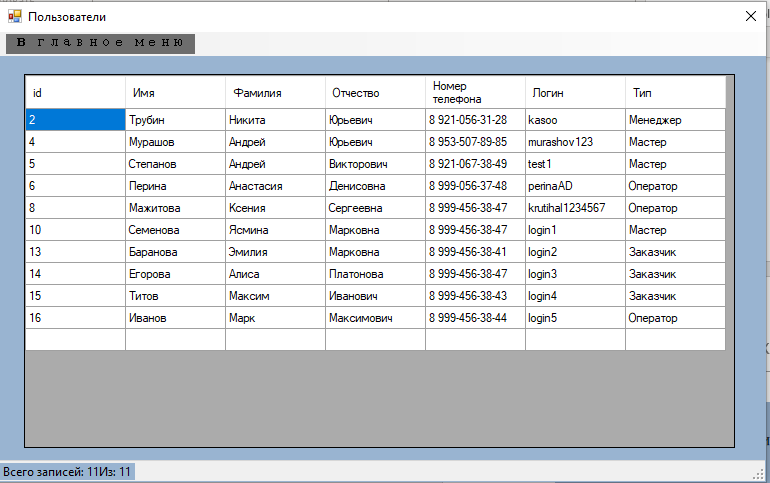 Пользователи
В главное меню
id Имя Фамилия Отчество Номер телефона Логин Тип
2 Трубин Никита Юрьевич 8 921-056-31-28 kasoo Менеджер
4 Мурашов Андрей Юрьевич 8 953-507-89-85 murashov123 Мастер
5 Степанов Андрей Викторович 8 921-067-38-49 test1 Мастер
6 Перина Анастасия Денисовна 8 999-056-37-48 perinaAD Оператор
8 Мажитова Ксения Сергеевна 8 999-456-38-47 krutihal1234567 Оператор
10 Семенова Ясмина Марковна 8 999-456-38-47 login1 Мастер
13 Баранова Эмилия Марковна 8 999-456-38-41 login2 Заказчик
14 Егорова Алиса Платонова 8 999-456-38-47 login3 Заказчик
15 Титов Максим Иванович 8 999-456-38-43 login4 Заказчик
16 Иванов Марк Максимович 8 999-456-38-44 login5 Оператор
Всего записей: 11Из: 11